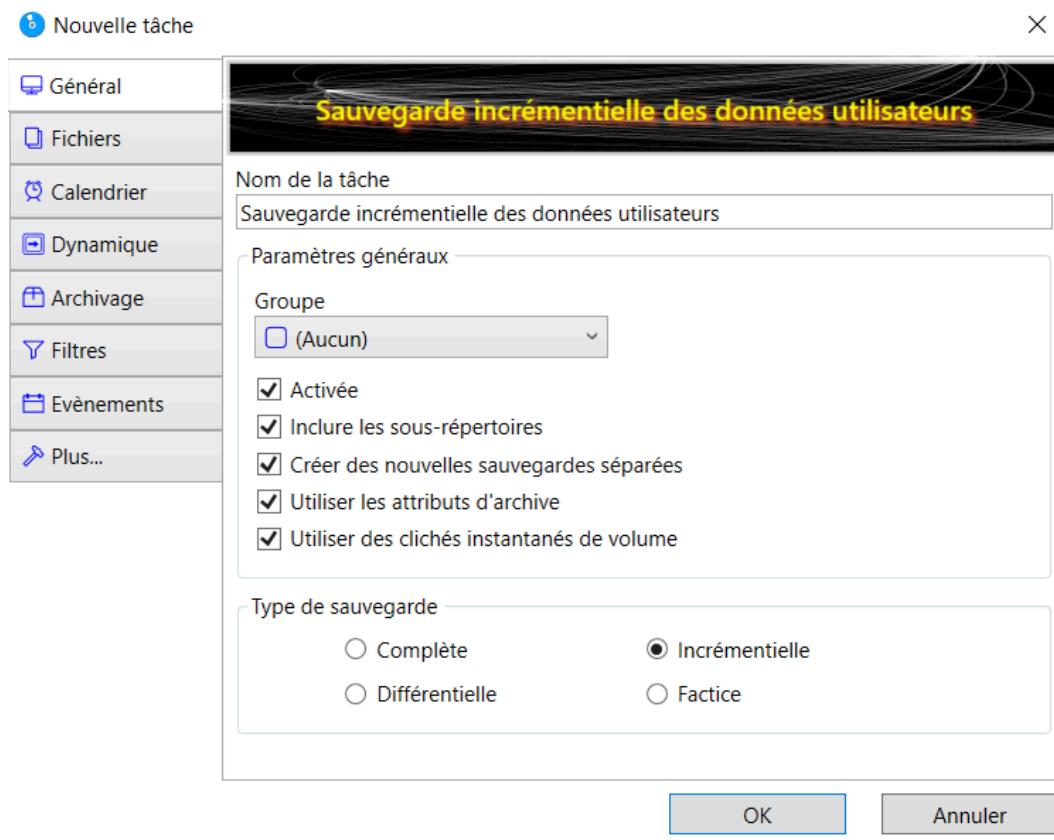 Nouvelle tâche
Général
Fichiers
Calendrier
Dynamique
Archivage
Filtres
Evènements
Plus...
Sauvegarde incrémentielle des données utilisateurs
Nom de la tâche
Sauvegarde incrémentielle des données utilisateurs
Paramètres généraux
Groupe
(Aucun)
Activée
Inclure les sous-répertoires
Créer des nouvelles sauvegardes séparées
Utiliser les attributs d'archive
Utiliser des clichés instantanés de volume
Type de sauvegarde
Complète Incrémentielle
Différentielle Factice
OK Annuler